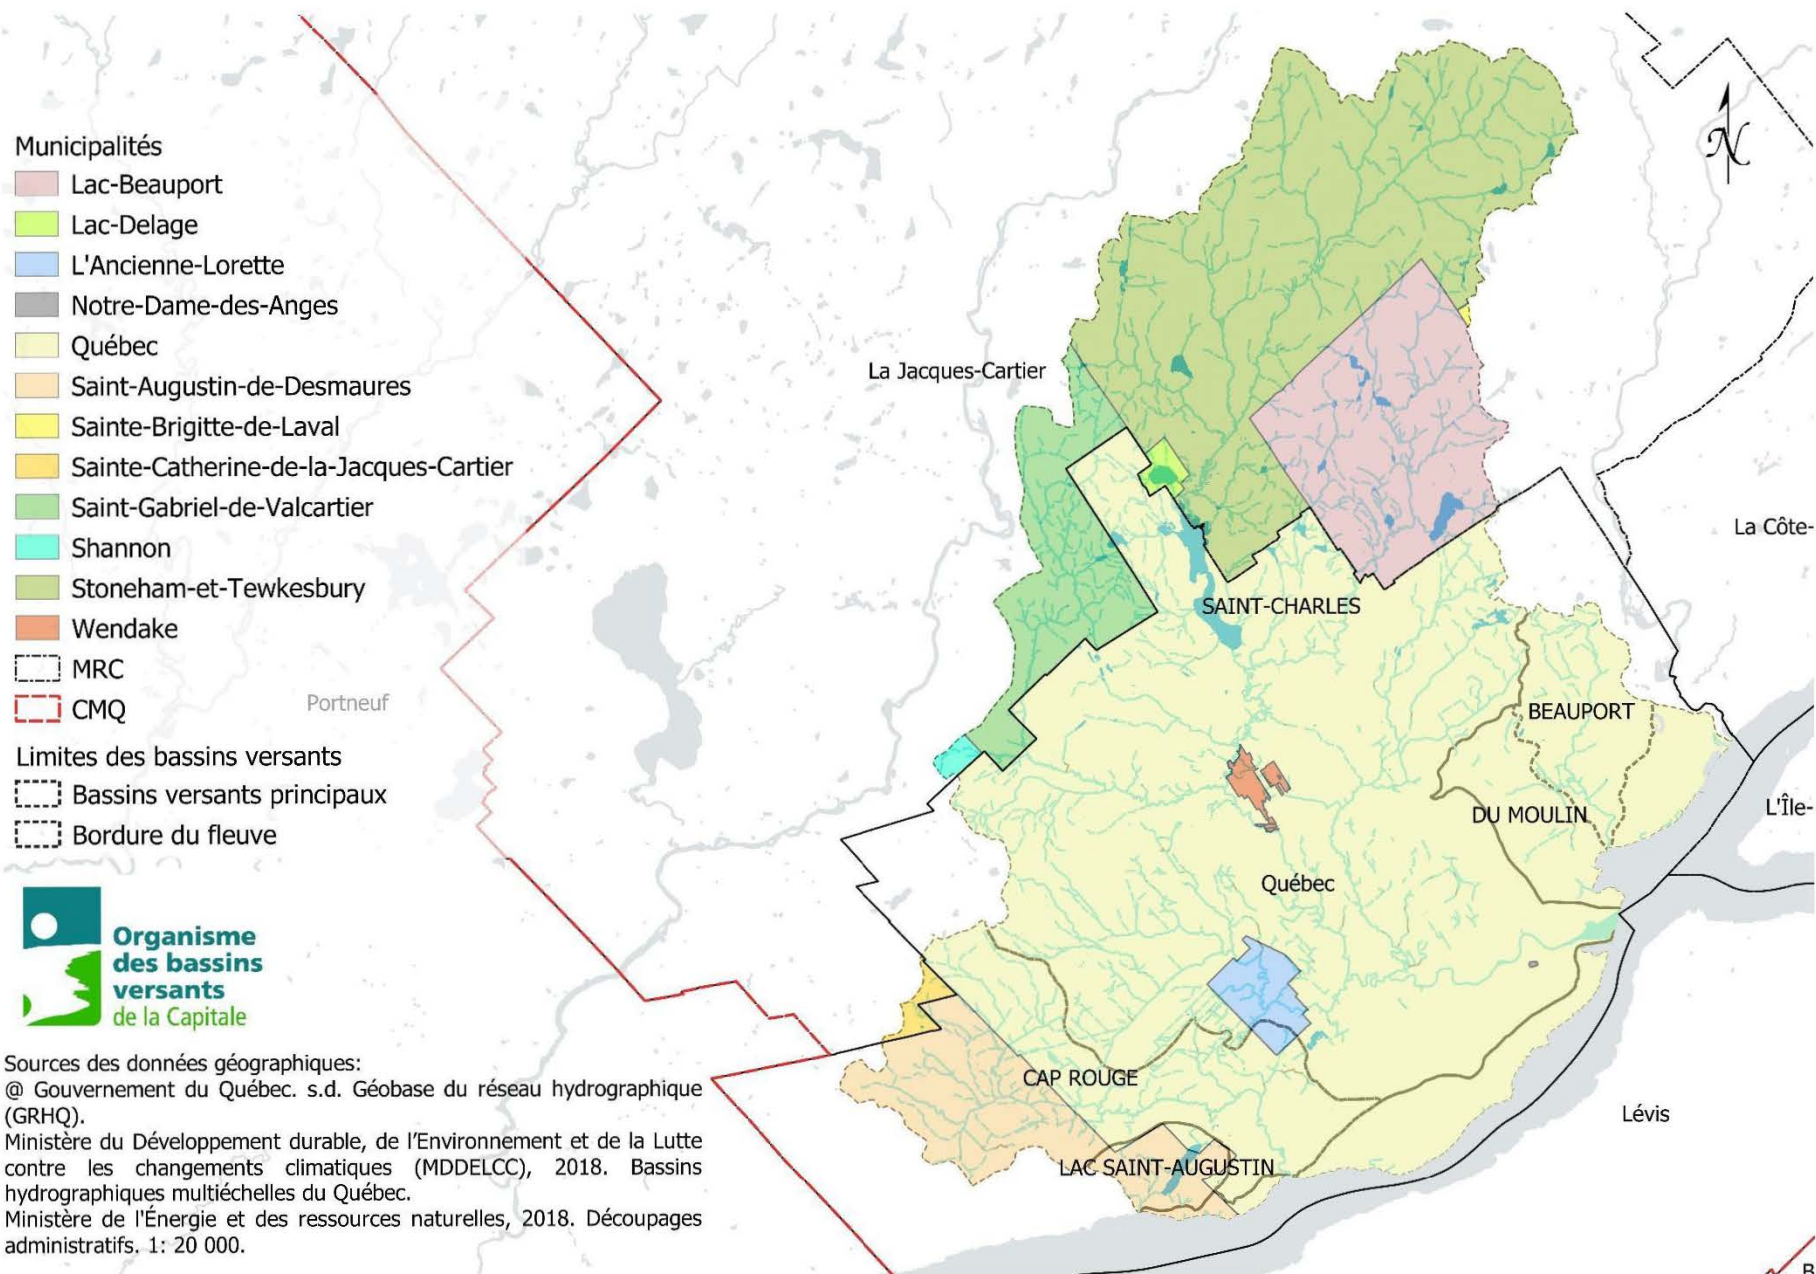 Municipalités
Lac-Beauport
Lac-Delage
L'Ancienne-Lorette
Notre-Dame-des-Anges
Québec
Saint-Augustin-de-Desmaures
Sainte-Brigitte-de-Laval
Sainte-Catherine-de-la-Jacques-Cartier
Saint-Gabriel-de-Valcartier
Shannon
Stoneham-et-Tewkesbury
Wendake
MRC
CMQ
Limites des bassins versants
Bassins versants principaux
Bordure du fleuve
Organisme
des bassins
versants
de la Capitale
Sources des données géographiques:
@ Gouvernement du Québec. s.d. Géobase du réseau hydrographique
(GRHQ).
Ministère du Développement durable, de l'Environnement et de la Lutte
contre les changements climatiques (MDDELCC), 2018. Bassins
hydrographiques multiéchelles du Québec.
Ministère de l'Énergie et des ressources naturelles, 2018. Découpages
administratifs. 1: 20 000.
N
La Jacques-Cartier
La Côte-
SAINT-CHARLES
Portneuf
BEAUPORT
L'Île-
DU MOULIN
Québec
CAP ROUGE
Lévis
LAC SAINT-AUGUSTIN
B